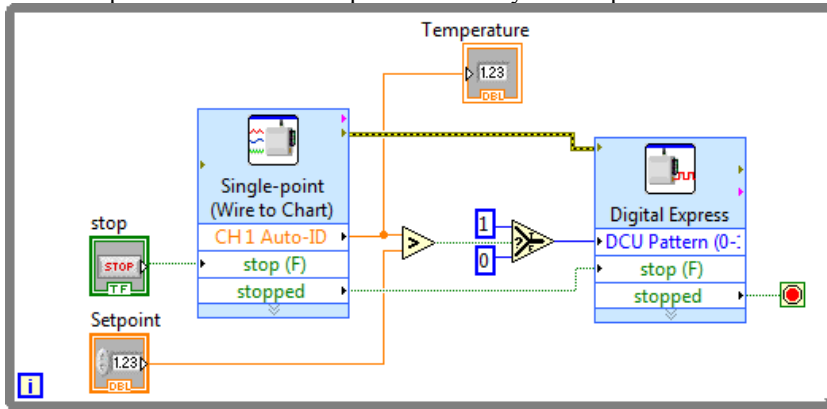 Temperature
1.23
DBL
Single-point
(Wire to Chart)
CH 1 Auto-ID
stop (F)
stopped
stop
STOP
TF
Setpoint
1.23
DBL
>
1
0
?
Digital Express
DCU Pattern (0-
stop (F)
stopped
i